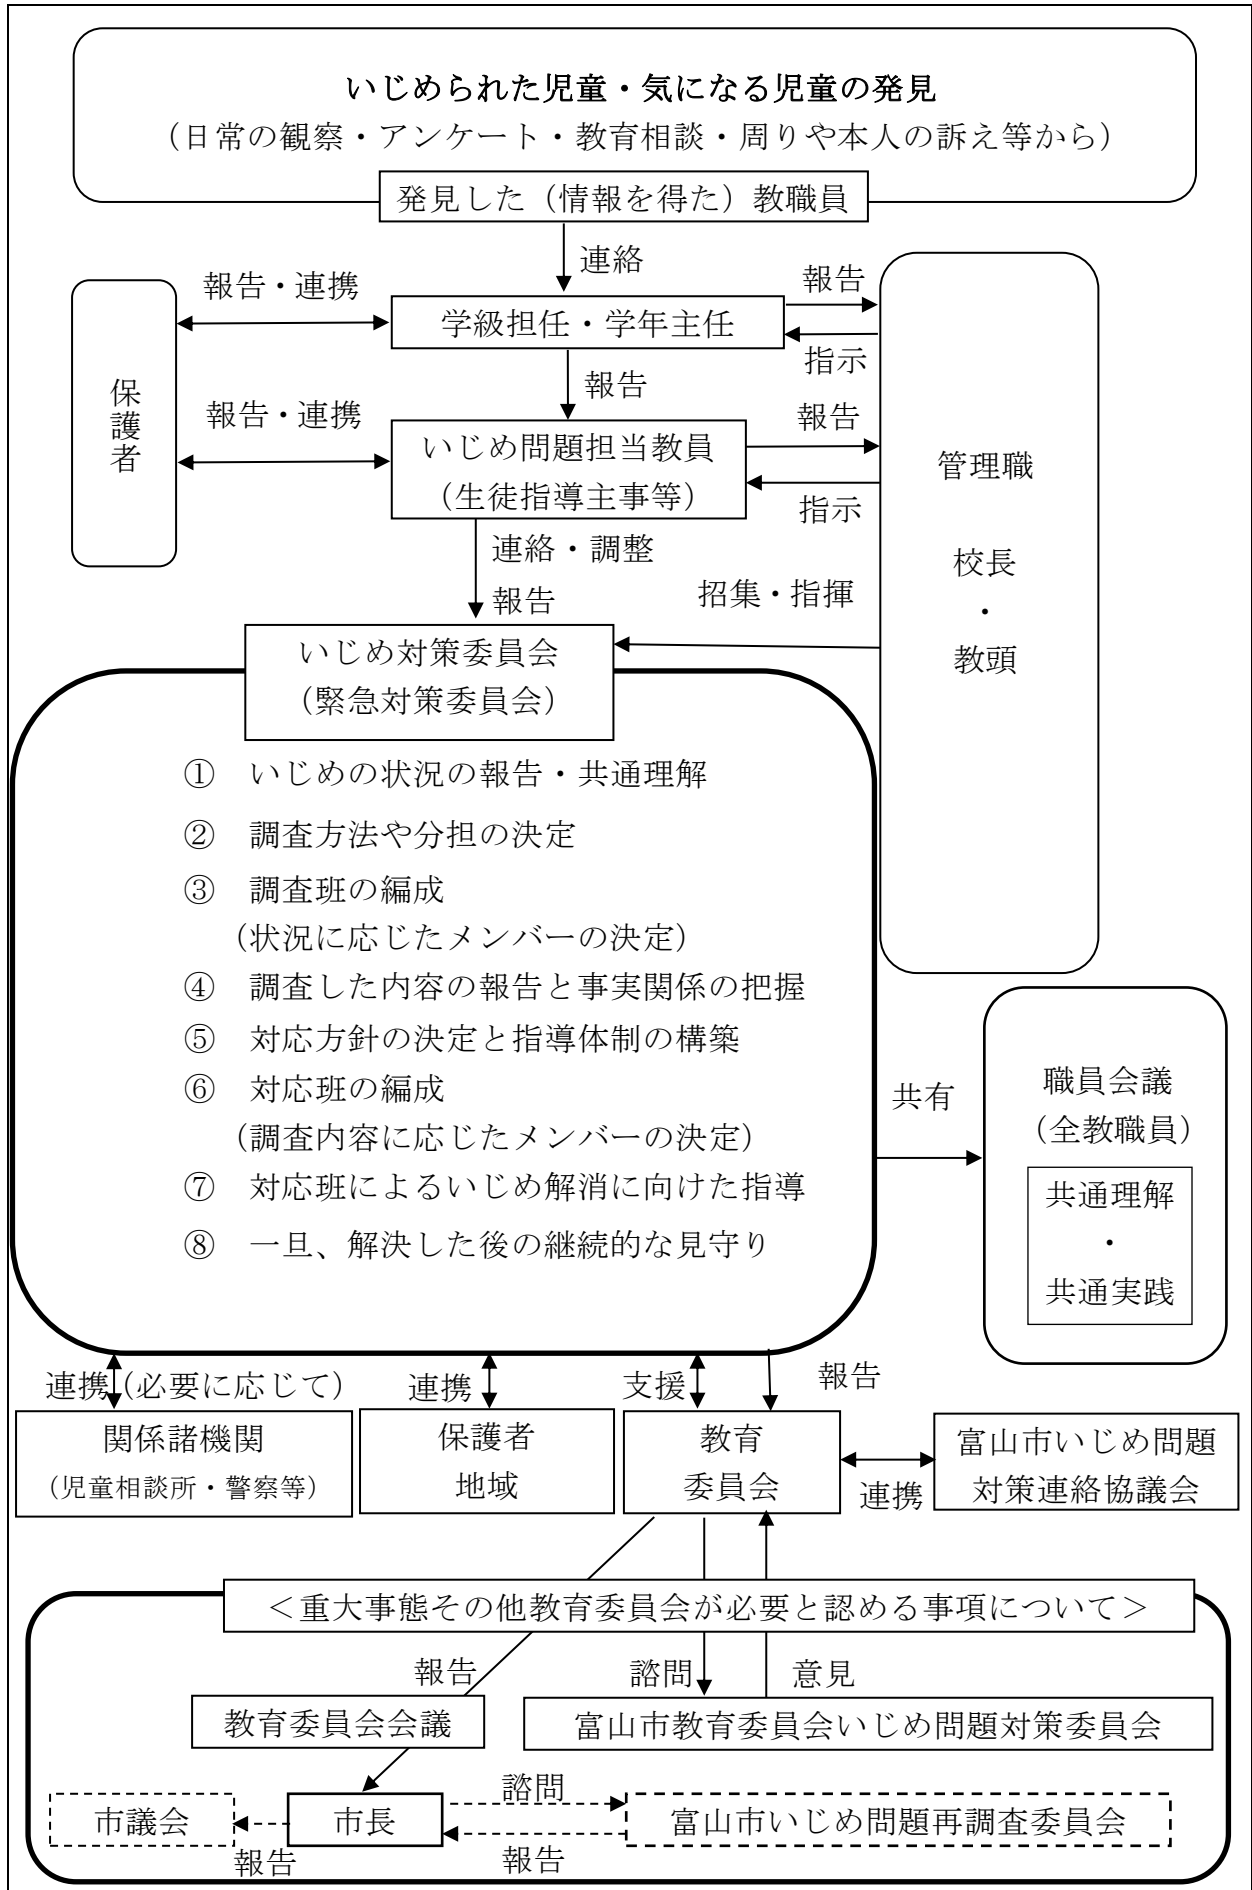 いじめられた児童・気になる児童の発見
（日常の観察・アンケート・教育相談・周りや本人の訴え等から）
発見した（情報を得た）教職員
連絡
報告・連携
学級担任・学年主任
報告
指示
保護者
報告
報告・連携
いじめ問題担当教員
（生徒指導主事等）
報告
指示
管理職
校長
・
教頭
連絡・調整
報告
招集・指揮
いじめ対策委員会
（緊急対策委員会）
① いじめの状況の報告・共通理解
② 調査方法や分担の決定
③ 調査班の編成
（状況に応じたメンバーの決定）
④ 調査した内容の報告と事実関係の把握
⑤ 対応方針の決定と指導体制の構築
⑥ 対応班の編成
（調査内容に応じたメンバーの決定）
⑦ 対応班によるいじめ解消に向けた指導
⑧ 一旦、解決した後の継続的な見守り
共有
職員会議
（全教職員）
共通理解
・
共通実践
連携（必要に応じて）
連携
支援
報告
関係諸機関
（児童相談所・警察等）
保護者
地域
教育
委員会
連携
富山市いじめ問題
対策連絡協議会
＜重大事態その他教育委員会が必要と認める事項について＞
報告
諮問
意見
教育委員会会議
富山市教育委員会いじめ問題対策委員会
市議会
報告
市長
諮問
報告
富山市いじめ問題再調査委員会